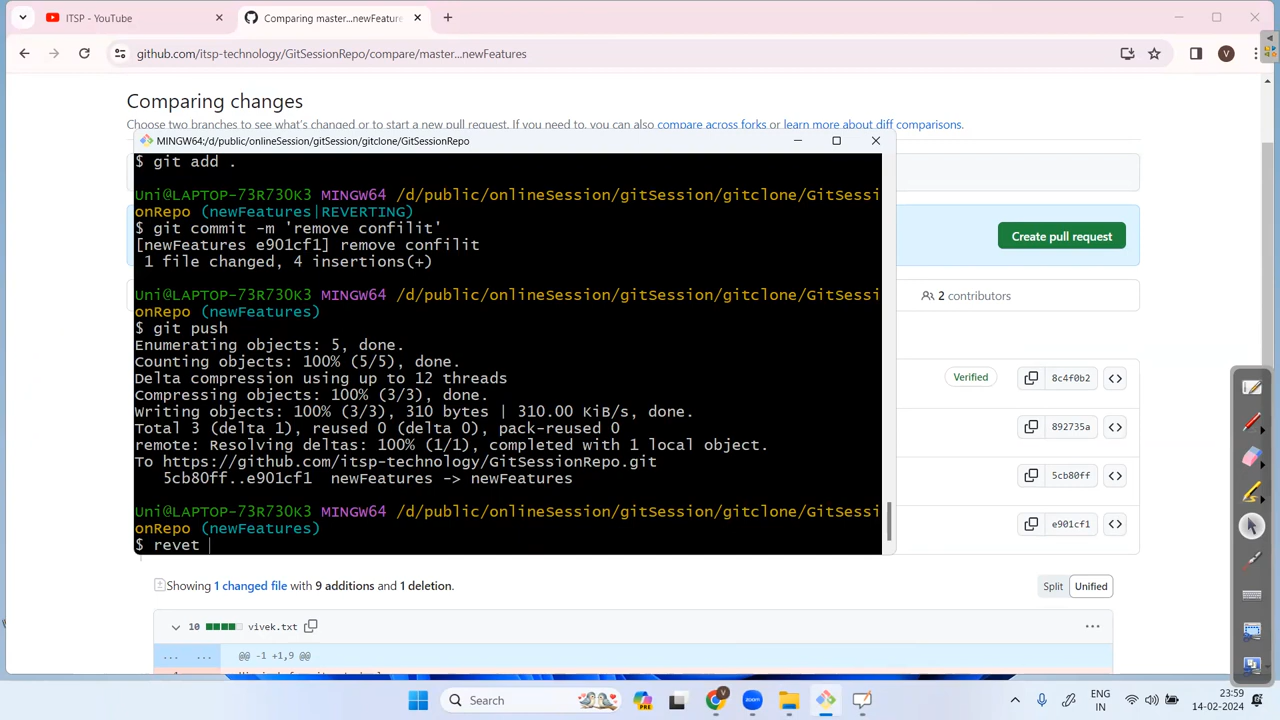 ITSP - YouTube
Comparing master...newFeatures
github.com/itsp-technology/GitSessionRepo/compare/master...newFeatures
V
Comparing changes
Choose two branches to see what's changed or to start a new pull request. If you need to, you can also compare across forks or learn more about diff comparisons.
MINGW64:/d/public/onlineSession/gitSession/gitclone/GitSessionRepo
$ git add .
Uni@LAPTOP-73R73OK3 MINGW64 /d/public/onlineSession/gitSession/gitclone/GitSessi
onRepo (newFeatures|REVERTING)
$ git commit -m 'remove confilit'
[newFeatures e901cf1] remove confilit
1 file changed, 4 insertions(+)
Uni@LAPTOP-73R73OK3 MINGW64 /d/public/onlineSession/gitSession/gitclone/GitSessi
onRepo (newFeatures)
$ git push
Enumerating objects: 5, done.
Counting objects: 100% (5/5), done.
Delta compression using up to 12 threads
Compressing objects: 100% (3/3), done.
Writing objects: 100% (3/3), 310 bytes | 310.00 KiB/s, done.
Total 3 (delta 1), reused 0 (delta 0), pack-reused 0
remote: Resolving deltas: 100% (1/1), completed with 1 local object.
To https://github.com/itsp-technology/GitSessionRepo.git
5cb80ff..e901cf1 newFeatures -> newFeatures
Uni@LAPTOP-73R73OK3 MINGW64 /d/public/onlineSession/gitSession/gitclone/GitSessi
onRepo (newFeatures)
$ revet
Create pull request
2 contributors
Verified
8c4f0b2
892735a
5cb80ff
e901cf1
Showing 1 changed file with 9 additions and 1 deletion.
Split
Unified
10
vivek.txt
@@ -1 +1,9 @@
Search
PRE
V
ENG
IN
23:59
14-02-2024